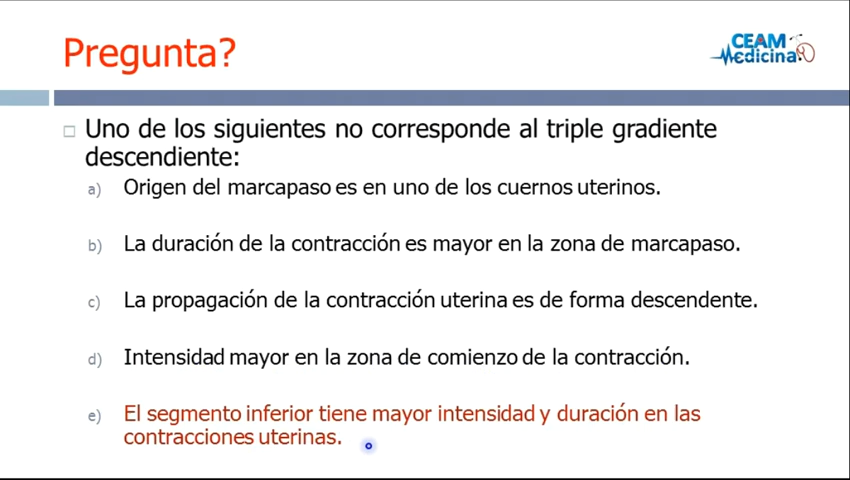 Pregunta?
CEAM
Medicina
Uno de los siguientes no corresponde al triple gradiente
descendiente:
a) Origen del marcapaso es en uno de los cuernos uterinos.
b) La duración de la contracción es mayor en la zona de marcapaso.
c) La propagación de la contracción uterina es de forma descendente.
d) Intensidad mayor en la zona de comienzo de la contracción.
e) El segmento inferior tiene mayor intensidad y duración en las
contracciones uterinas.